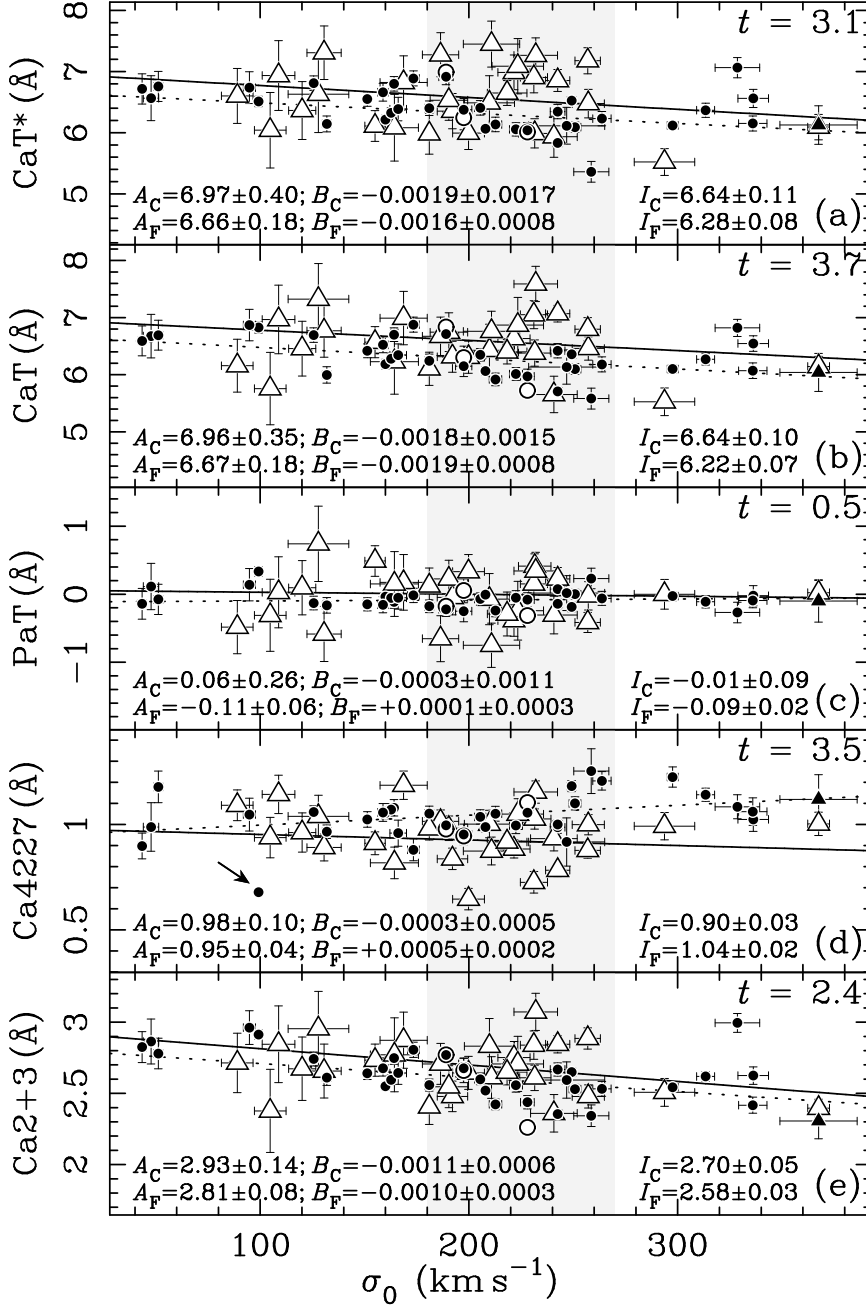 8
7
6
5
CaT* (Å)
t = 3.1
A_C=6.97±0.40; B_C=−0.0019±0.0017 I_C=6.64±0.11
A_F=6.66±0.18; B_F=−0.0016±0.0008 I_F=6.28±0.08
(a)
8
7
6
5
CaT (Å)
t = 3.7
A_C=6.96±0.35; B_C=−0.0018±0.0015 I_C=6.64±0.10
A_F=6.67±0.18; B_F=−0.0019±0.0008 I_F=6.22±0.07
(b)
1
0
−1
PaT (Å)
t = 0.5
A_C=0.06±0.26; B_C=−0.0003±0.0011 I_C=−0.01±0.09
A_F=−0.11±0.06; B_F=+0.0001±0.0003 I_F=−0.09±0.02
(c)
1
0.5
Ca4227 (Å)
t = 3.5
A_C=0.98±0.10; B_C=−0.0003±0.0005 I_C=0.90±0.03
A_F=0.95±0.04; B_F=+0.0005±0.0002 I_F=1.04±0.02
(d)
3
2.5
2
Ca2+3 (Å)
t = 2.4
A_C=2.93±0.14; B_C=−0.0011±0.0006 I_C=2.70±0.05
A_F=2.81±0.08; B_F=−0.0010±0.0003 I_F=2.58±0.03
(e)
100 200 300
σ₀ (km s⁻¹)